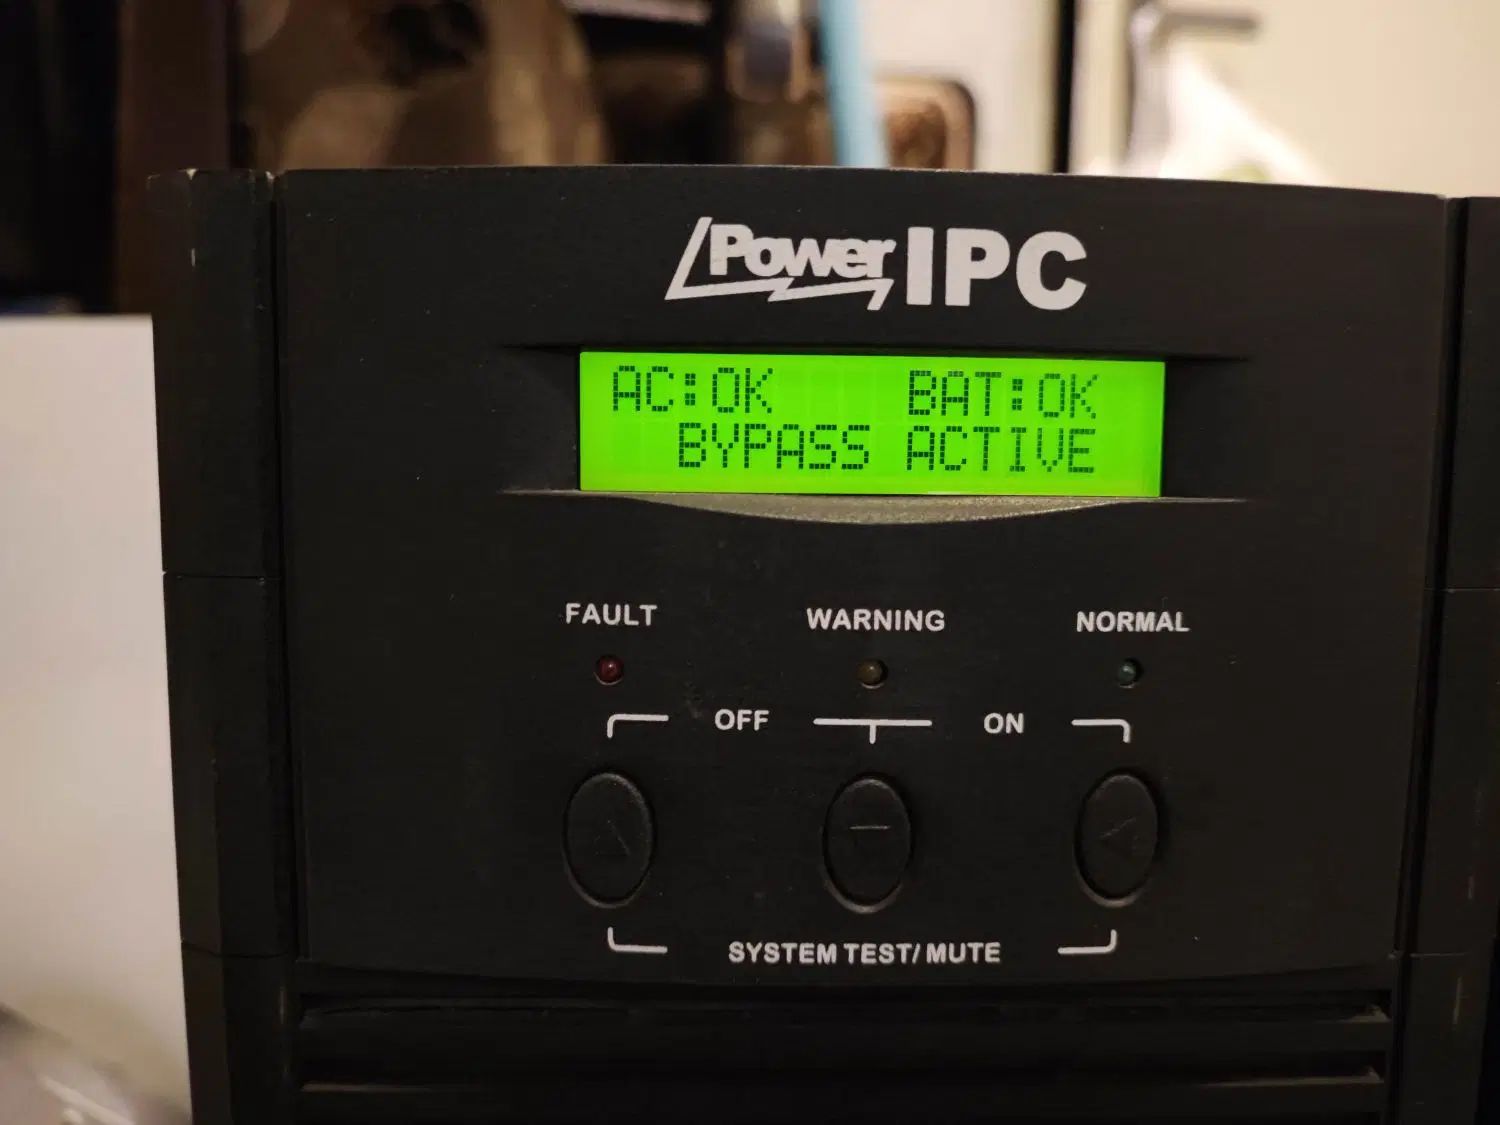 Power IPC
AC:OK BAT:OK
BYPASS ACTIVE
FAULT WARNING NORMAL
OFF ON
SYSTEM TEST/ MUTE